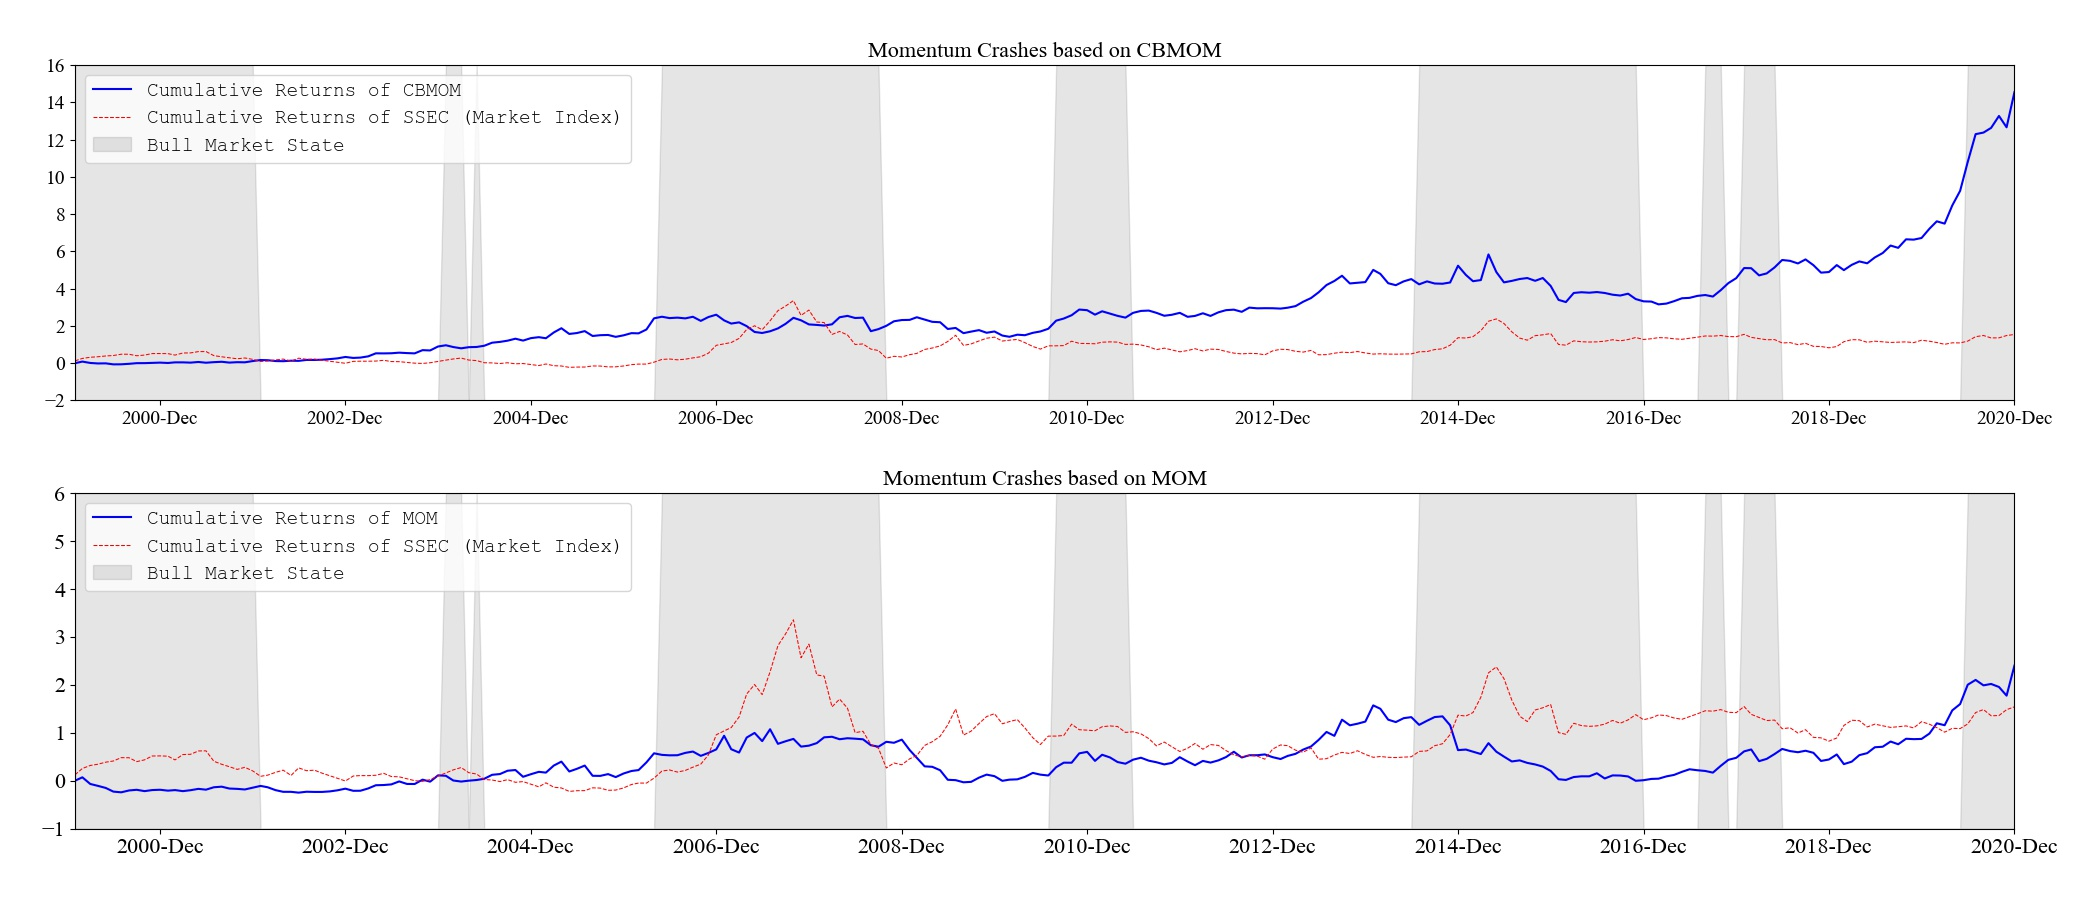 Momentum Crashes based on CBMOM
16
14
12
10
8
6
4
2
0
−2
Cumulative Returns of CBMOM
Cumulative Returns of SSEC (Market Index)
Bull Market State
2000-Dec 2002-Dec 2004-Dec 2006-Dec 2008-Dec 2010-Dec 2012-Dec 2014-Dec 2016-Dec 2018-Dec 2020-Dec
Momentum Crashes based on MOM
6
5
4
3
2
1
0
−1
Cumulative Returns of MOM
Cumulative Returns of SSEC (Market Index)
Bull Market State
2000-Dec 2002-Dec 2004-Dec 2006-Dec 2008-Dec 2010-Dec 2012-Dec 2014-Dec 2016-Dec 2018-Dec 2020-Dec